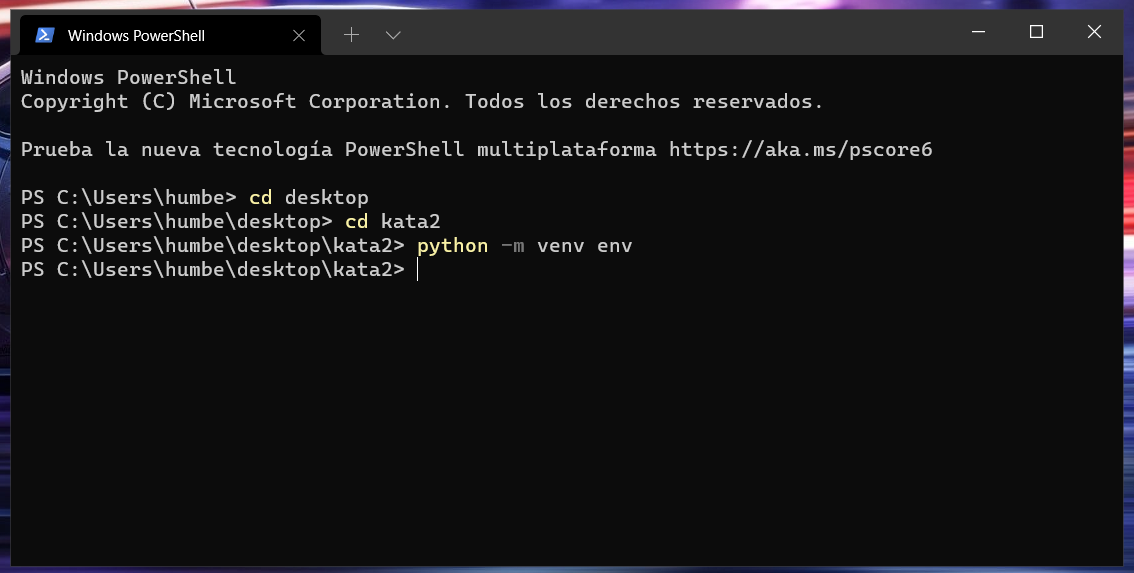 Windows PowerShell
Windows PowerShell
Copyright (C) Microsoft Corporation. Todos los derechos reservados.
Prueba la nueva tecnología PowerShell multiplataforma https://aka.ms/pscore6
PS C:\Users\humbe> cd desktop
PS C:\Users\humbe\desktop> cd kata2
PS C:\Users\humbe\desktop\kata2> python -m venv env
PS C:\Users\humbe\desktop\kata2>